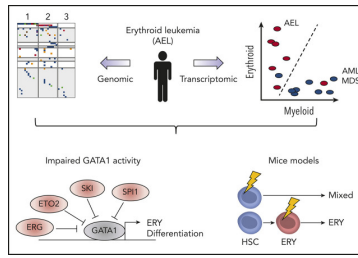 1 2 3
Erythroid leukemia
(AEL)
Genomic
Transcriptomic
Erythroid
AEL
AML
MDS
Myeloid
Impaired GATA1 activity
SKI
SPI1
ETO2
ERG
GATA1
ERY
Differentiation
Mice models
Mixed
HSC
ERY
ERY